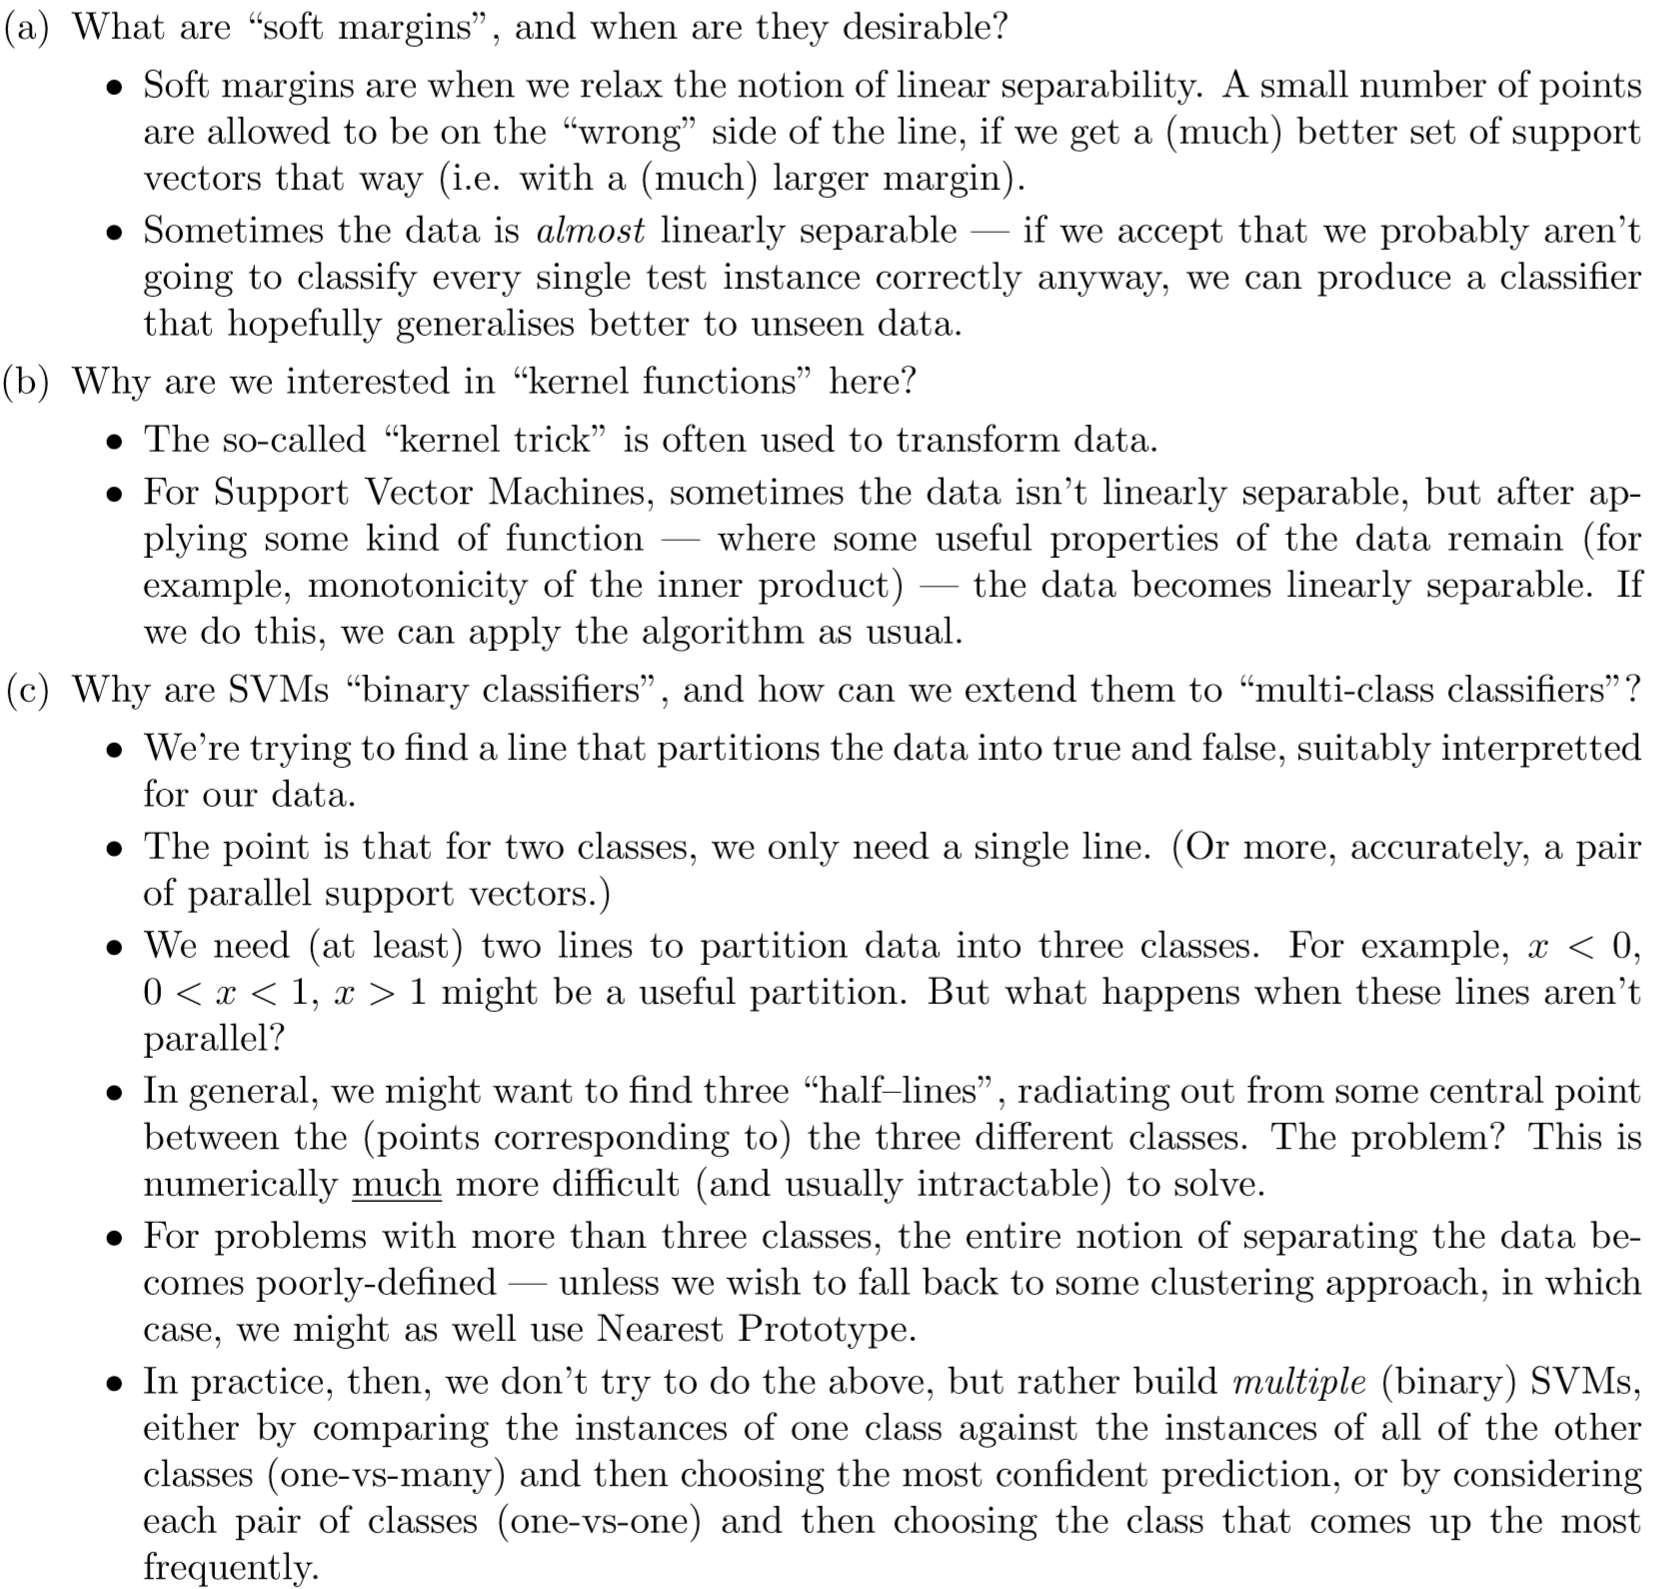 (a) What are “soft margins”, and when are they desirable?
• Soft margins are when we relax the notion of linear separability. A small number of points
are allowed to be on the “wrong” side of the line, if we get a (much) better set of support
vectors that way (i.e. with a (much) larger margin).
• Sometimes the data is almost linearly separable — if we accept that we probably aren’t
going to classify every single test instance correctly anyway, we can produce a classifier
that hopefully generalises better to unseen data.
(b) Why are we interested in “kernel functions” here?
• The so-called “kernel trick” is often used to transform data.
• For Support Vector Machines, sometimes the data isn’t linearly separable, but after ap-
plying some kind of function — where some useful properties of the data remain (for
example, monotonicity of the inner product) — the data becomes linearly separable. If
we do this, we can apply the algorithm as usual.
(c) Why are SVMs “binary classifiers”, and how can we extend them to “multi-class classifiers”?
• We’re trying to find a line that partitions the data into true and false, suitably interpretted
for our data.
• The point is that for two classes, we only need a single line. (Or more, accurately, a pair
of parallel support vectors.)
• We need (at least) two lines to partition data into three classes. For example, x < 0,
0 < x < 1, x > 1 might be a useful partition. But what happens when these lines aren’t
parallel?
• In general, we might want to find three “half–lines”, radiating out from some central point
between the (points corresponding to) the three different classes. The problem? This is
numerically much more difficult (and usually intractable) to solve.
• For problems with more than three classes, the entire notion of separating the data be-
comes poorly-defined — unless we wish to fall back to some clustering approach, in which
case, we might as well use Nearest Prototype.
• In practice, then, we don’t try to do the above, but rather build multiple (binary) SVMs,
either by comparing the instances of one class against the instances of all of the other
classes (one-vs-many) and then choosing the most confident prediction, or by considering
each pair of classes (one-vs-one) and then choosing the class that comes up the most
frequently.